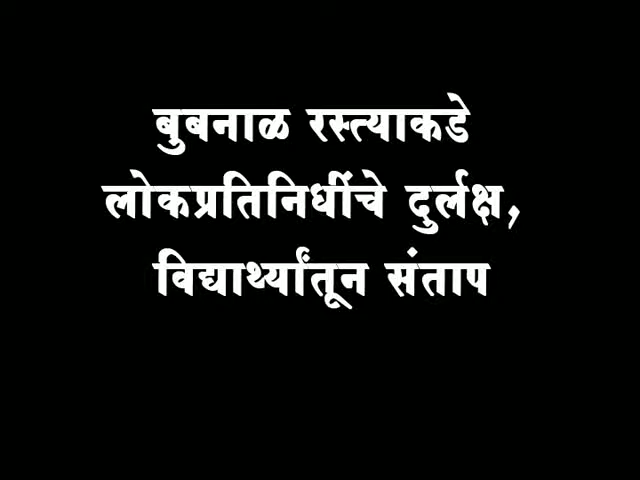 बुबनाळ रस्त्याकडे
लोकप्रतिनिधींचे दुर्लक्ष,
विद्यार्थ्यांतून संताप